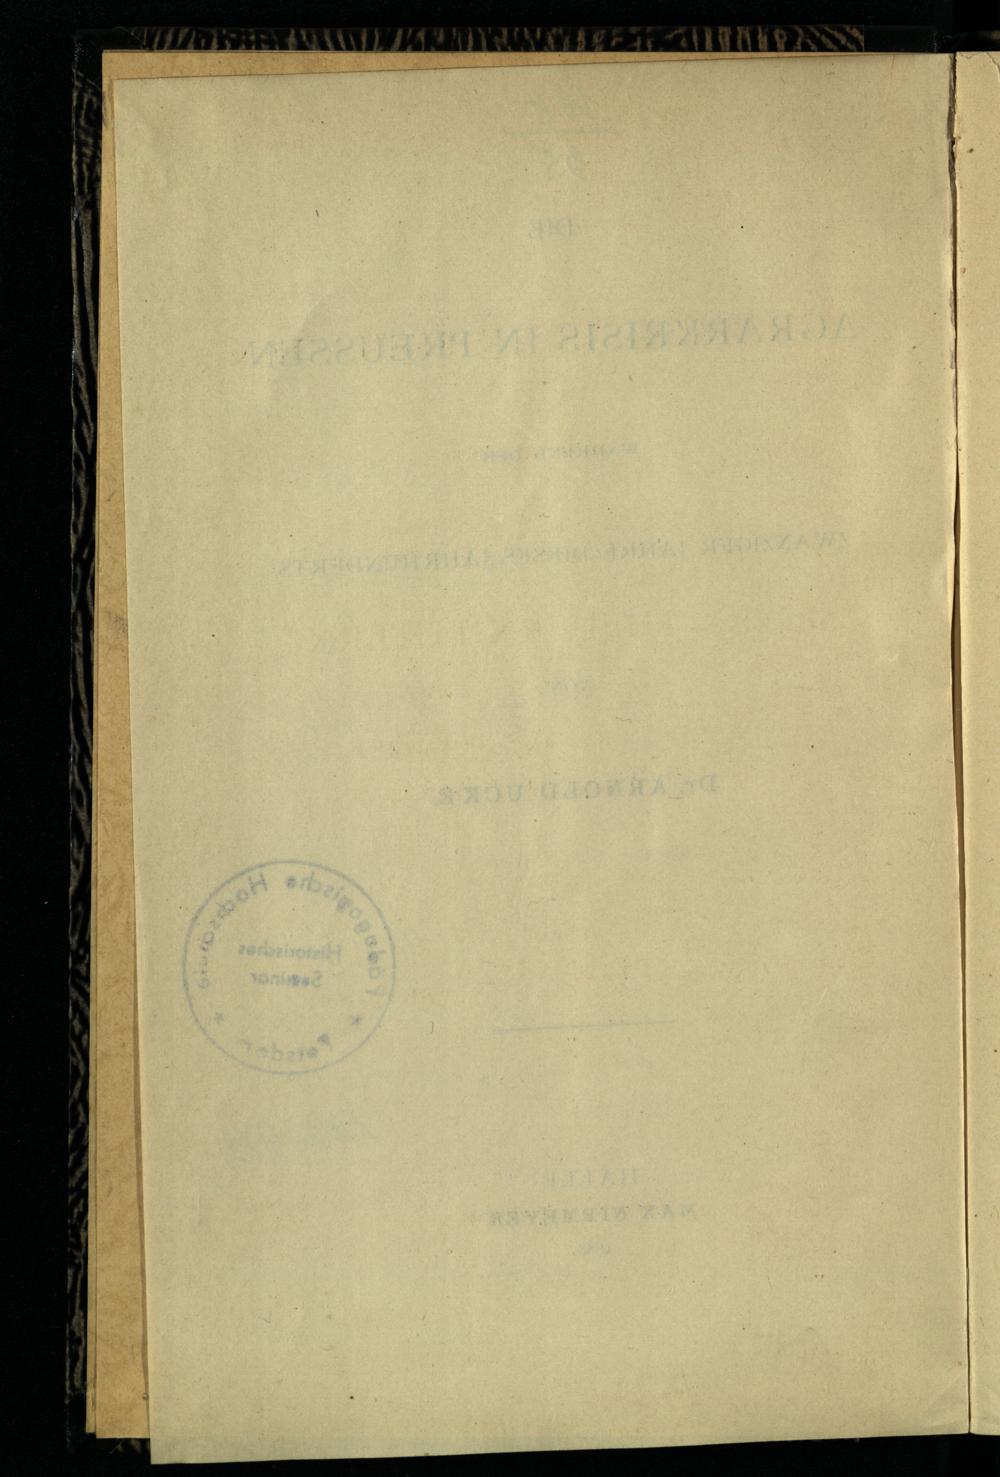 DIE
AGRARKRISIS IN PREUSSEN
WÄHREND DER
ZWANZIGER JAHRE DIESES JAHRHUNDERTS
VON
Dr. ARNOLD UCKE
Pädagogische Hochschule
Historisches
Seminar
* Potsdam *
HALLE
MAX NIEMEYER